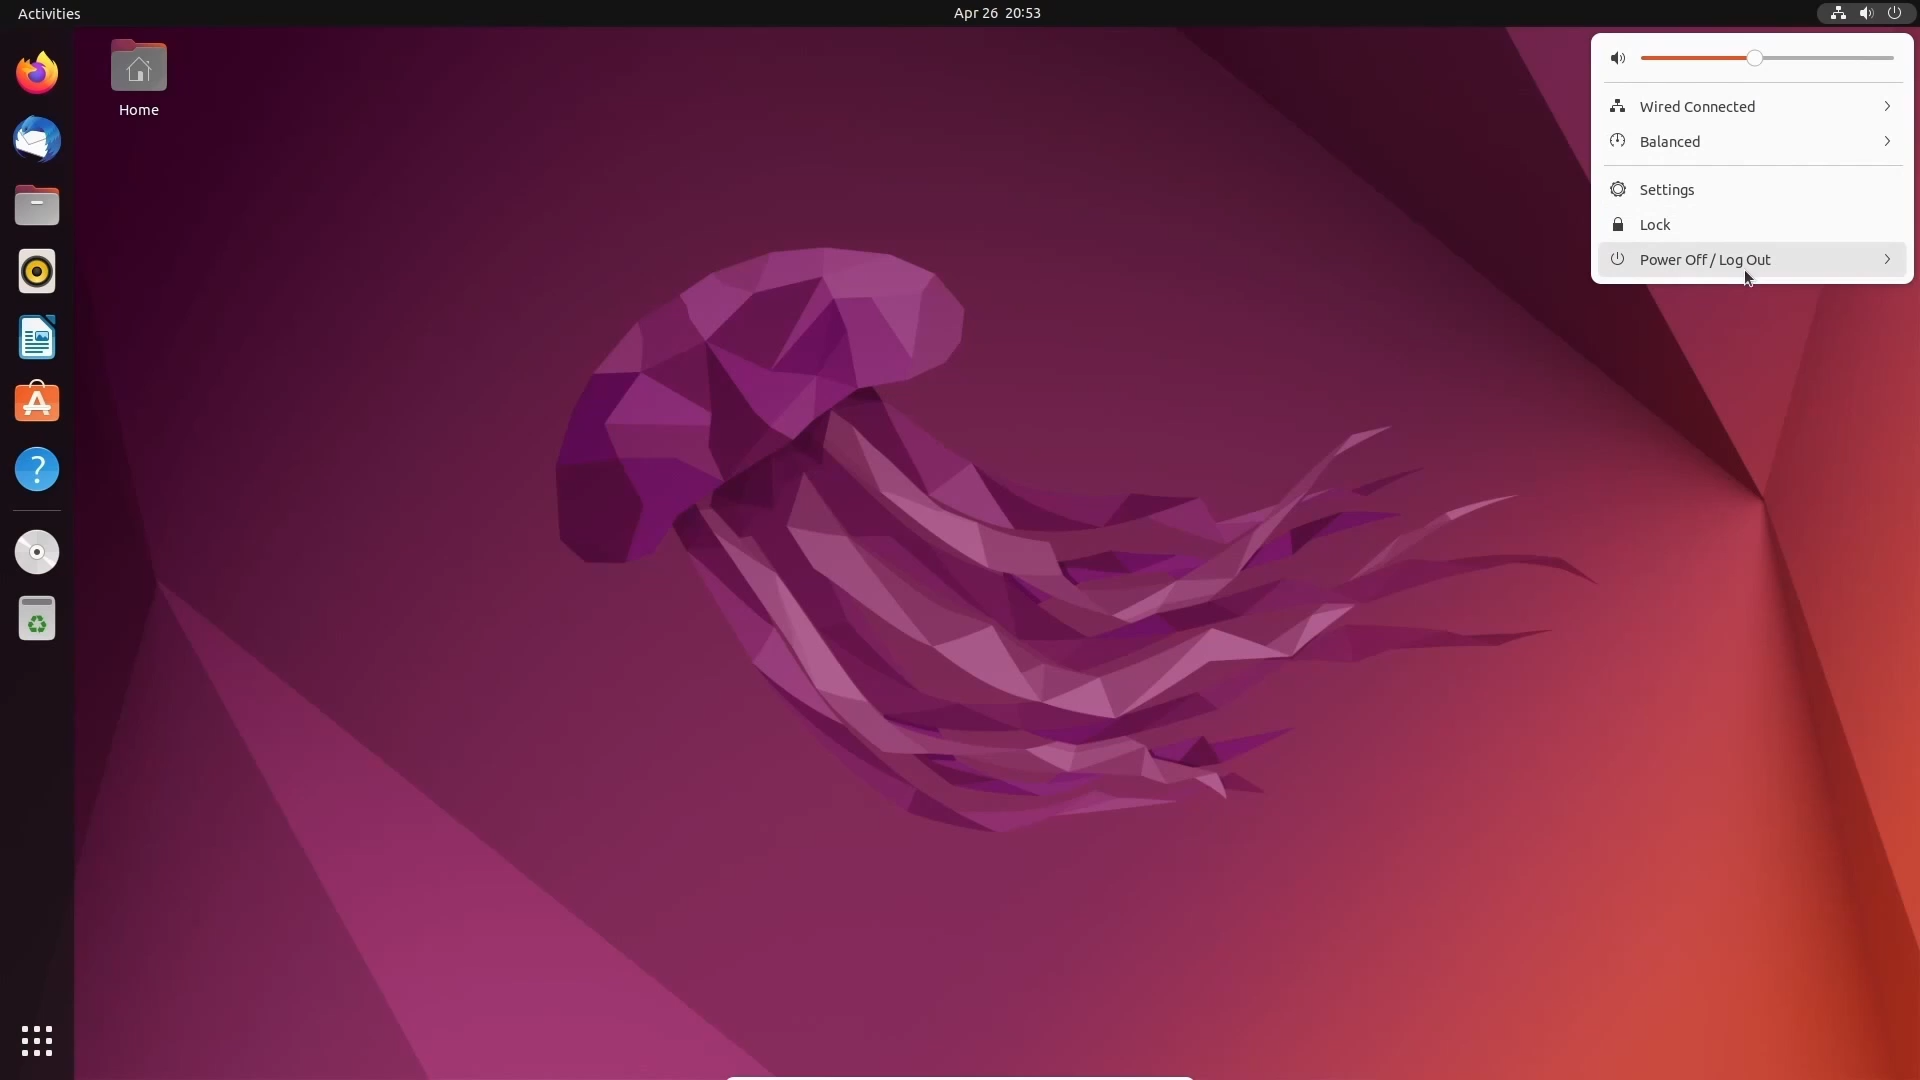 Activities
Apr 26 20:53
Home
Wired Connected
Balanced
Settings
Lock
Power Off / Log Out